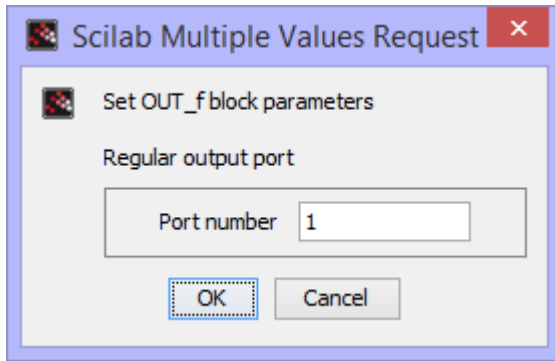 Scilab Multiple Values Request
Set OUT_f block parameters
Regular output port
Port number 1
OK Cancel